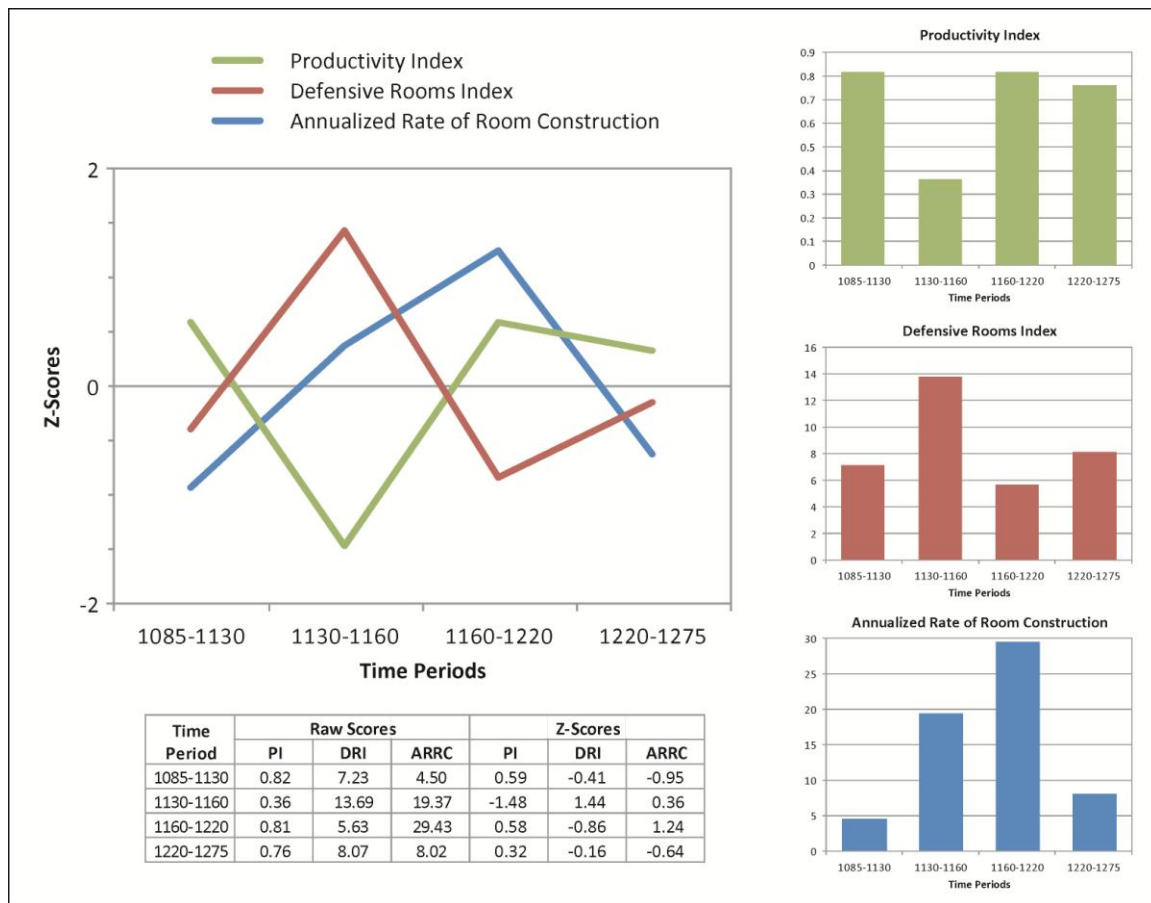 Productivity Index
Defensive Rooms Index
Annualized Rate of Room Construction
2
0
-2
Z-Scores
1085-1130 1130-1160 1160-1220 1220-1275
Time Periods
Time Period Raw Scores Z-Scores
PI DRI ARRC PI DRI ARRC
1085-1130 0.82 7.23 4.50 0.59 -0.41 -0.95
1130-1160 0.36 13.69 19.37 -1.48 1.44 0.36
1160-1220 0.81 5.63 29.43 0.58 -0.86 1.24
1220-1275 0.76 8.07 8.02 0.32 -0.16 -0.64
Productivity Index
0.9
0.8
0.7
0.6
0.5
0.4
0.3
0.2
0.1
0
1085-1130 1130-1160 1160-1220 1220-1275
Time Periods
Defensive Rooms Index
16
14
12
10
8
6
4
2
0
1085-1130 1130-1160 1160-1220 1220-1275
Time Periods
Annualized Rate of Room Construction
30
25
20
15
10
5
0
1085-1130 1130-1160 1160-1220 1220-1275
Time Periods